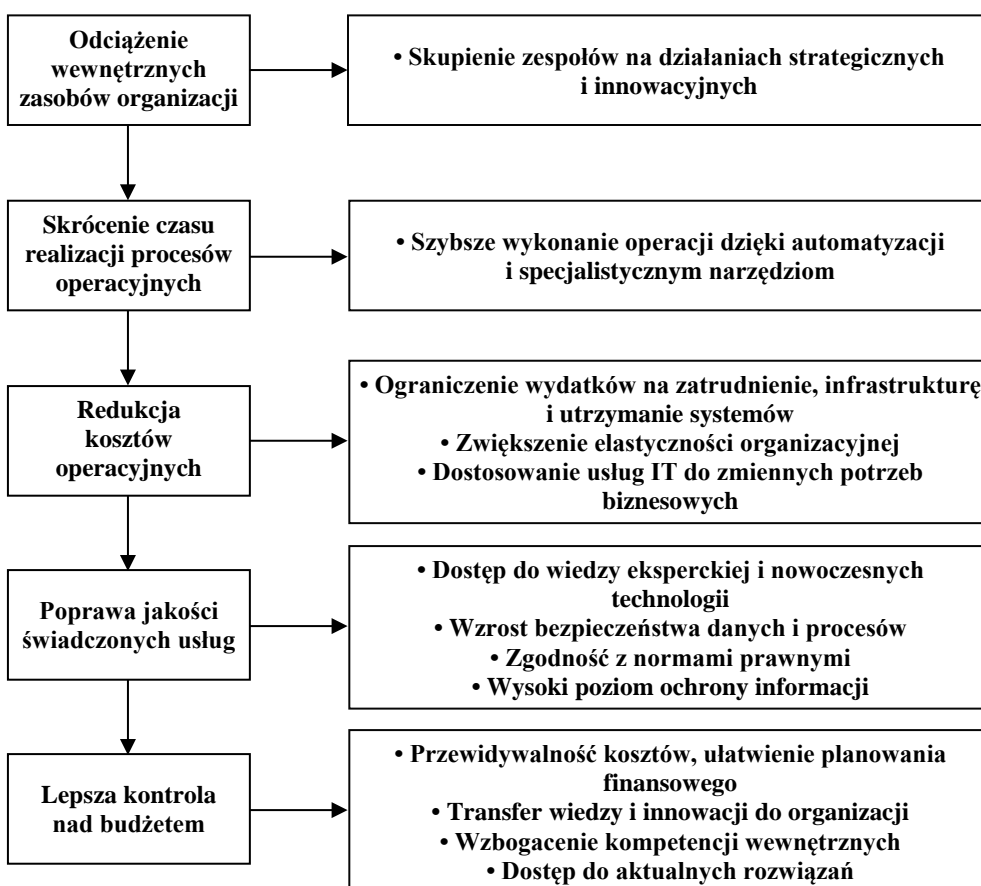 Odciążenie
wewnętrznych
zasobów organizacji
• Skupienie zespołów na działaniach strategicznych
i innowacyjnych
Skrócenie czasu
realizacji procesów
operacyjnych
• Szybsze wykonanie operacji dzięki automatyzacji
i specjalistycznym narzędziom
Redukcja
kosztów
operacyjnych
• Ograniczenie wydatków na zatrudnienie, infrastrukturę
i utrzymanie systemów
• Zwiększenie elastyczności organizacyjnej
• Dostosowanie usług IT do zmiennych potrzeb
biznesowych
Poprawa jakości
świadczonych usług
• Dostęp do wiedzy eksperckiej i nowoczesnych
technologii
• Wzrost bezpieczeństwa danych i procesów
• Zgodność z normami prawnymi
• Wysoki poziom ochrony informacji
Lepsza kontrola
nad budżetem
• Przewidywalność kosztów, ułatwienie planowania
finansowego
• Transfer wiedzy i innowacji do organizacji
• Wzbogacenie kompetencji wewnętrznych
• Dostęp do aktualnych rozwiązań